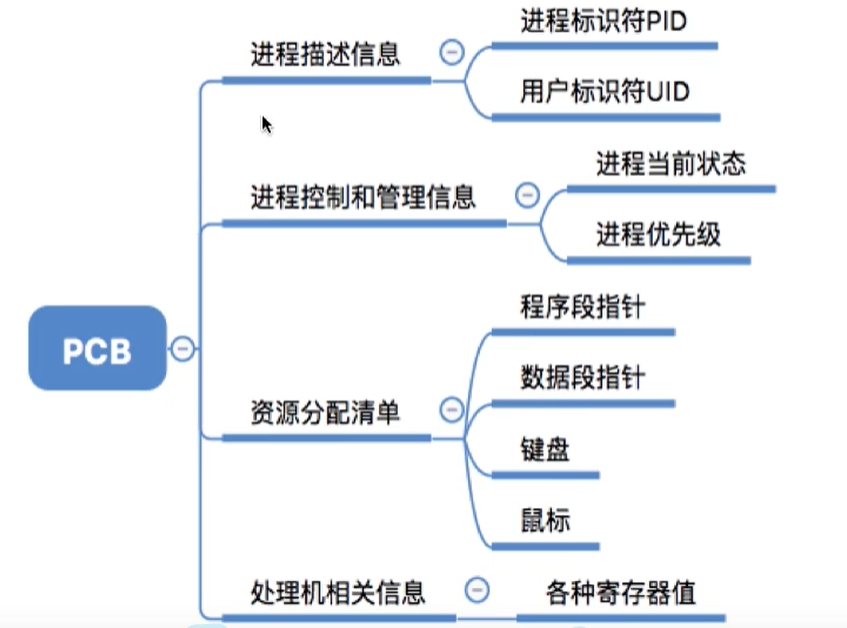 进程标识符PID
进程描述信息
用户标识符UID
进程当前状态
进程控制和管理信息
进程优先级
程序段指针
PCB
数据段指针
资源分配清单
键盘
鼠标
处理机相关信息
各种寄存器值